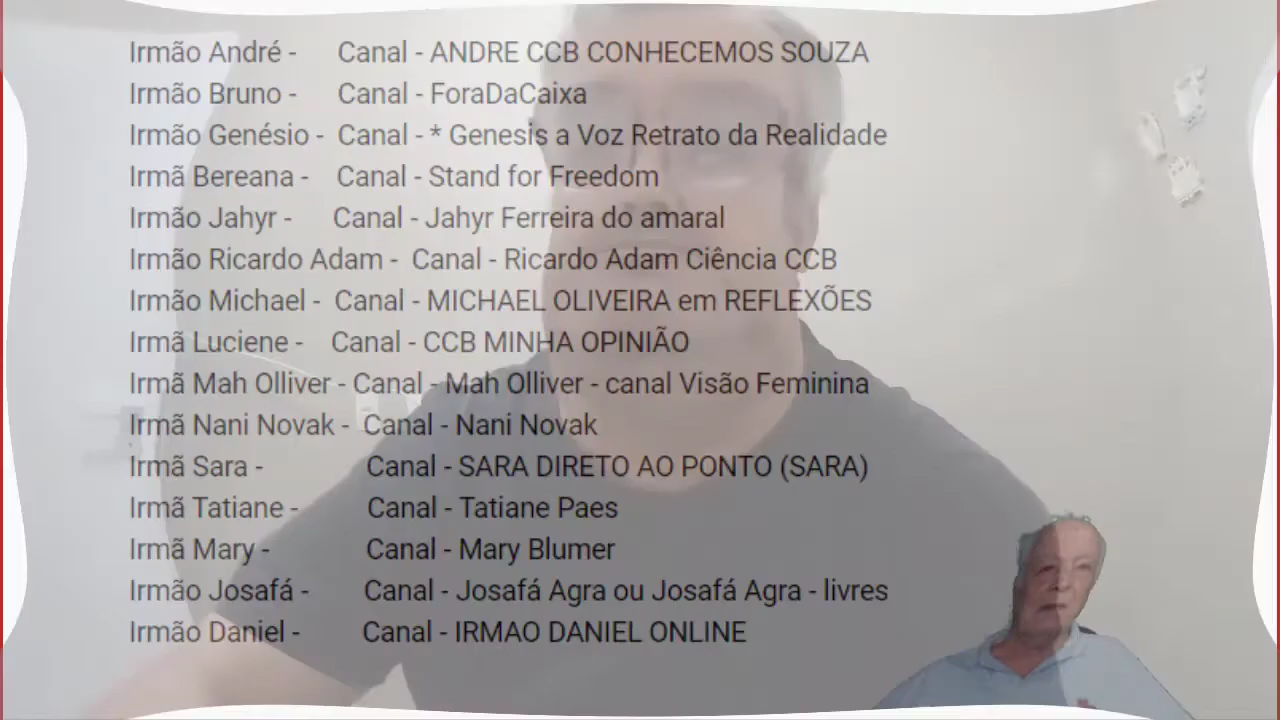 Irmão André - Canal - ANDRE CCB CONHECEMOS SOUZA
Irmão Bruno - Canal - ForaDaCaixa
Irmão Genésio - Canal - * Genesis a Voz Retrato da Realidade
Irmã Bereana - Canal - Stand for Freedom
Irmão Jahyr - Canal - Jahyr Ferreira do amaral
Irmão Ricardo Adam - Canal - Ricardo Adam Ciência CCB
Irmão Michael - Canal - MICHAEL OLIVEIRA em REFLEXÕES
Irmã Luciene - Canal - CCB MINHA OPINIÃO
Irmã Mah Olliver - Canal - Mah Olliver - canal Visão Feminina
Irmã Nani Novak - Canal - Nani Novak
Irmã Sara - Canal - SARA DIRETO AO PONTO (SARA)
Irmã Tatiane - Canal - Tatiane Paes
Irmã Mary - Canal - Mary Blumer
Irmão Josafá - Canal - Josafá Agra ou Josafá Agra - livres
Irmão Daniel - Canal - IRMAO DANIEL ONLINE